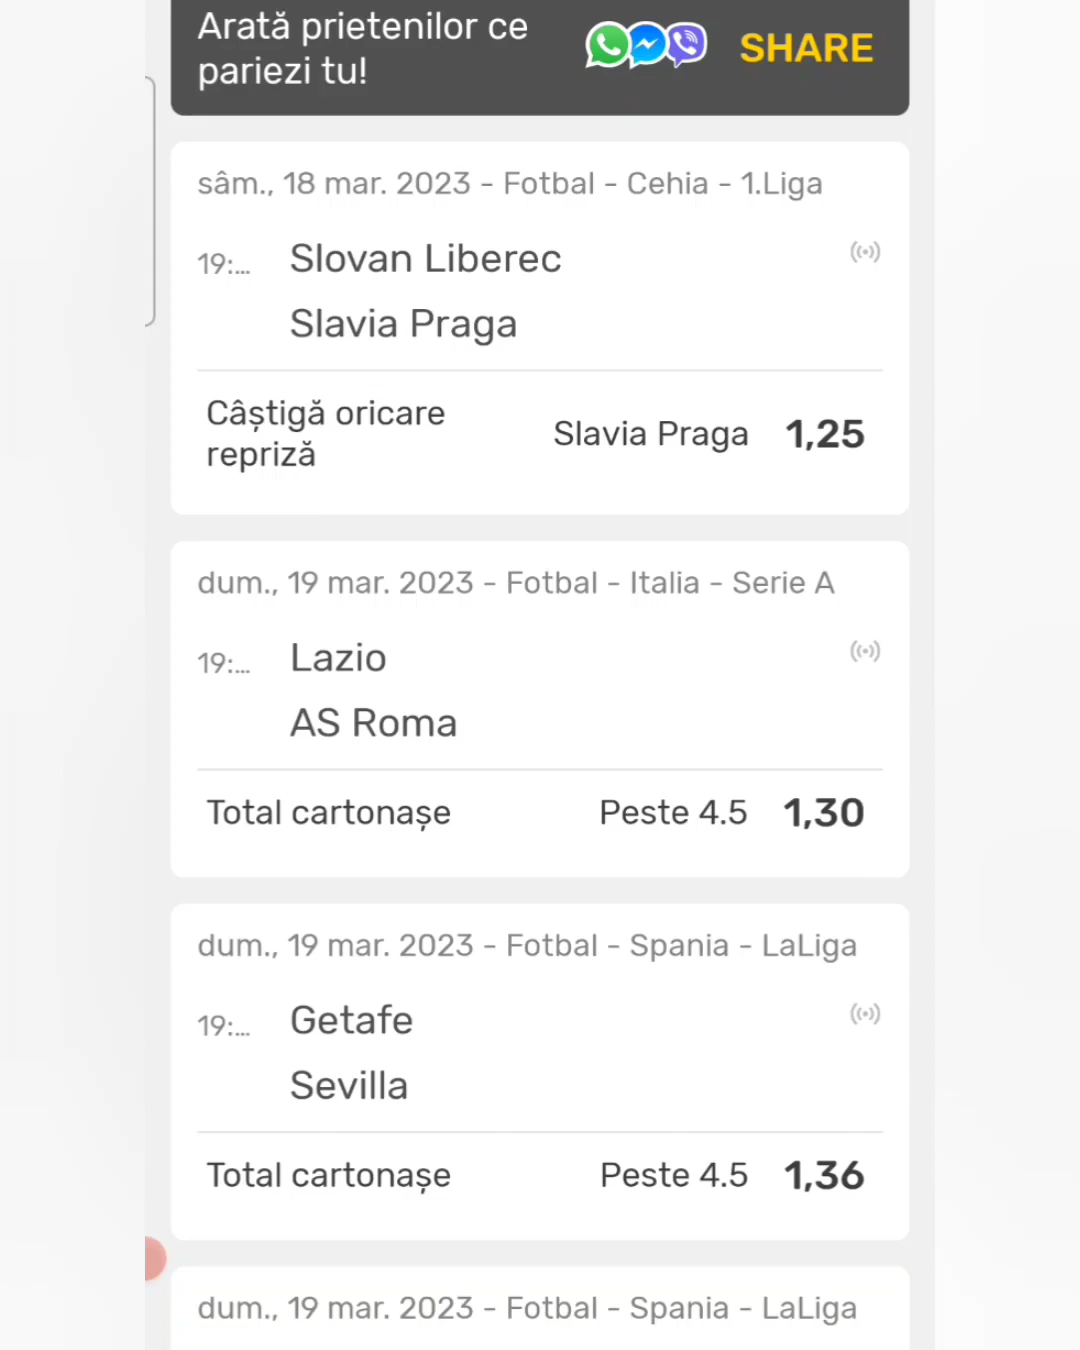 Arată prietenilor ce
pariezi tu!
SHARE
sâm., 18 mar. 2023 - Fotbal - Cehia - 1.Liga
19:... Slovan Liberec
Slavia Praga
Câștigă oricare
repriză
Slavia Praga 1,25
dum., 19 mar. 2023 - Fotbal - Italia - Serie A
19:... Lazio
AS Roma
Total cartonașe Peste 4.5 1,30
dum., 19 mar. 2023 - Fotbal - Spania - LaLiga
19:... Getafe
Sevilla
Total cartonașe Peste 4.5 1,36
dum., 19 mar. 2023 - Fotbal - Spania - LaLiga